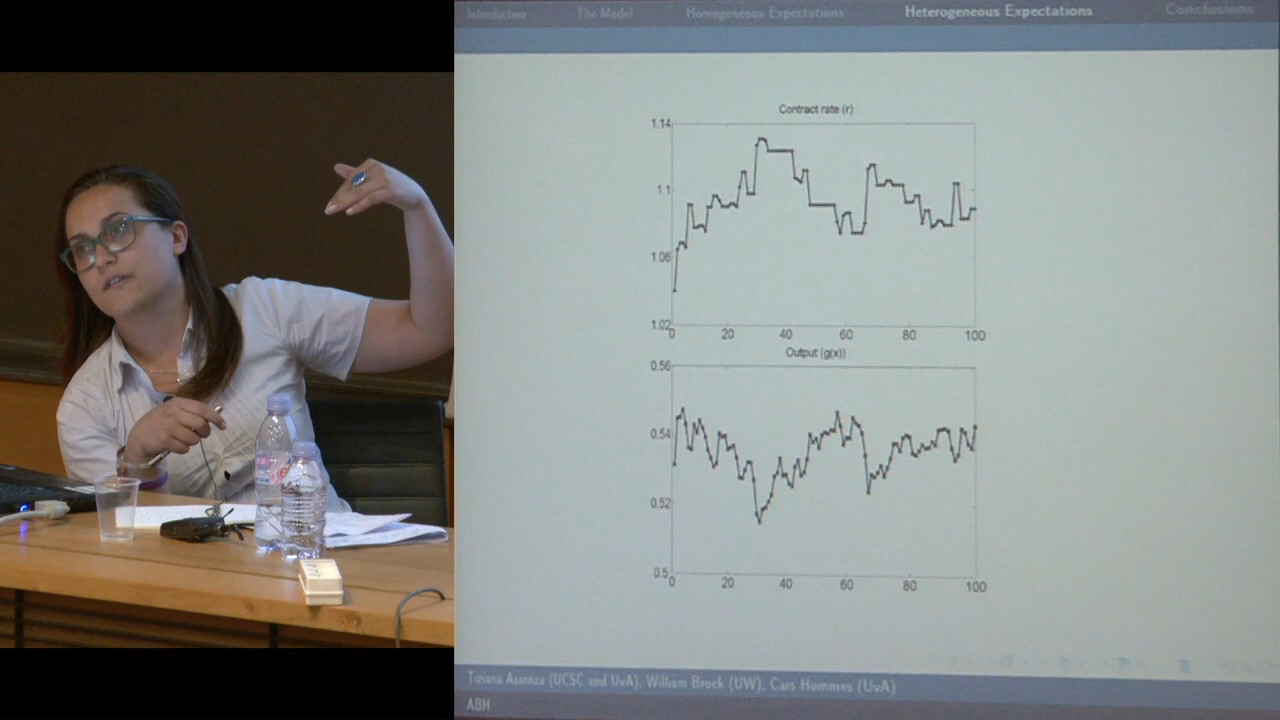 Introduction The Model Homogeneous Expectations Heterogeneous Expectations Conclusions
Contract rate (r)
1.14
1.1
1.06
1.02
0 20 40 60 80 100
Output (g(x))
0.56
0.54
0.52
0.5
0 20 40 60 80 100
Tiziana Assenza (UCSC and UvA), William Brock (UW), Cars Hommes (UvA)
ABH